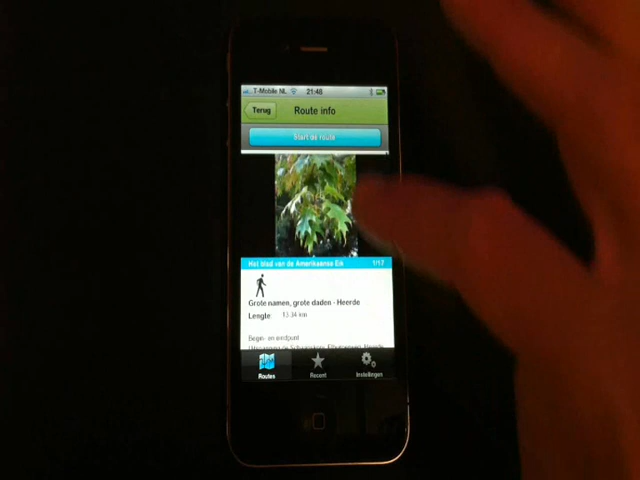 T-Mobile NL 21:48
Terug Route info
Start de route
Het blad van de Amerikaanse Eik 1/17
Grote namen, grote daden - Heerde
Lengte 13.34 km
Begin- en eindpunt
Routes Recent Instellingen